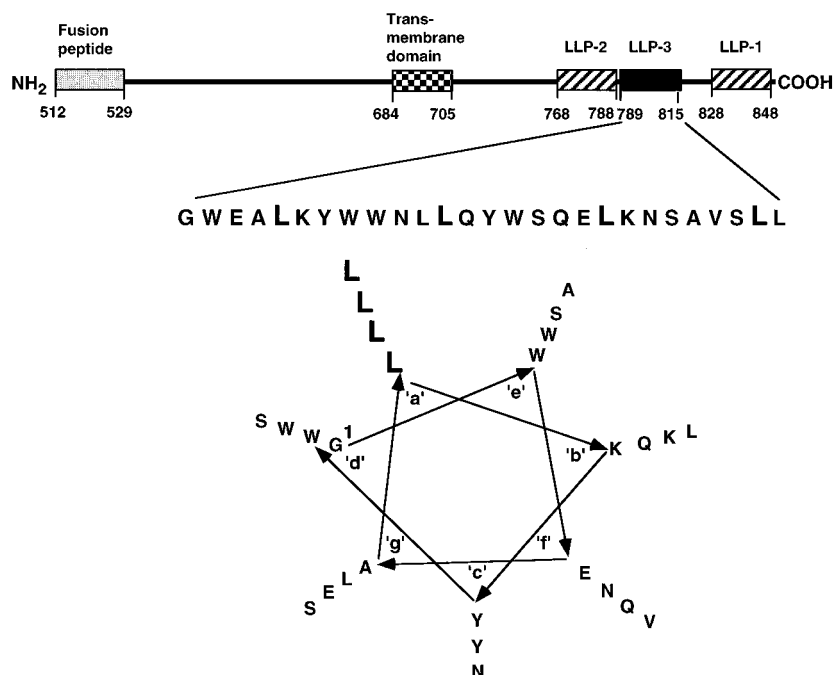 Fusion peptide
Trans-membrane domain
LLP-2 LLP-3 LLP-1
NH2 COOH
512 529 684 705 768 788 789 815 828 848
G W E A L K Y W W N L L Q Y W S Q E L K N S A V S L L
L
L
L
L
'a'
A
S
W
W
'e'
S W W G 1
'd'
K Q K L
'b'
'g'
'f'
'c'
S E L A
E N Q V
Y
Y
N